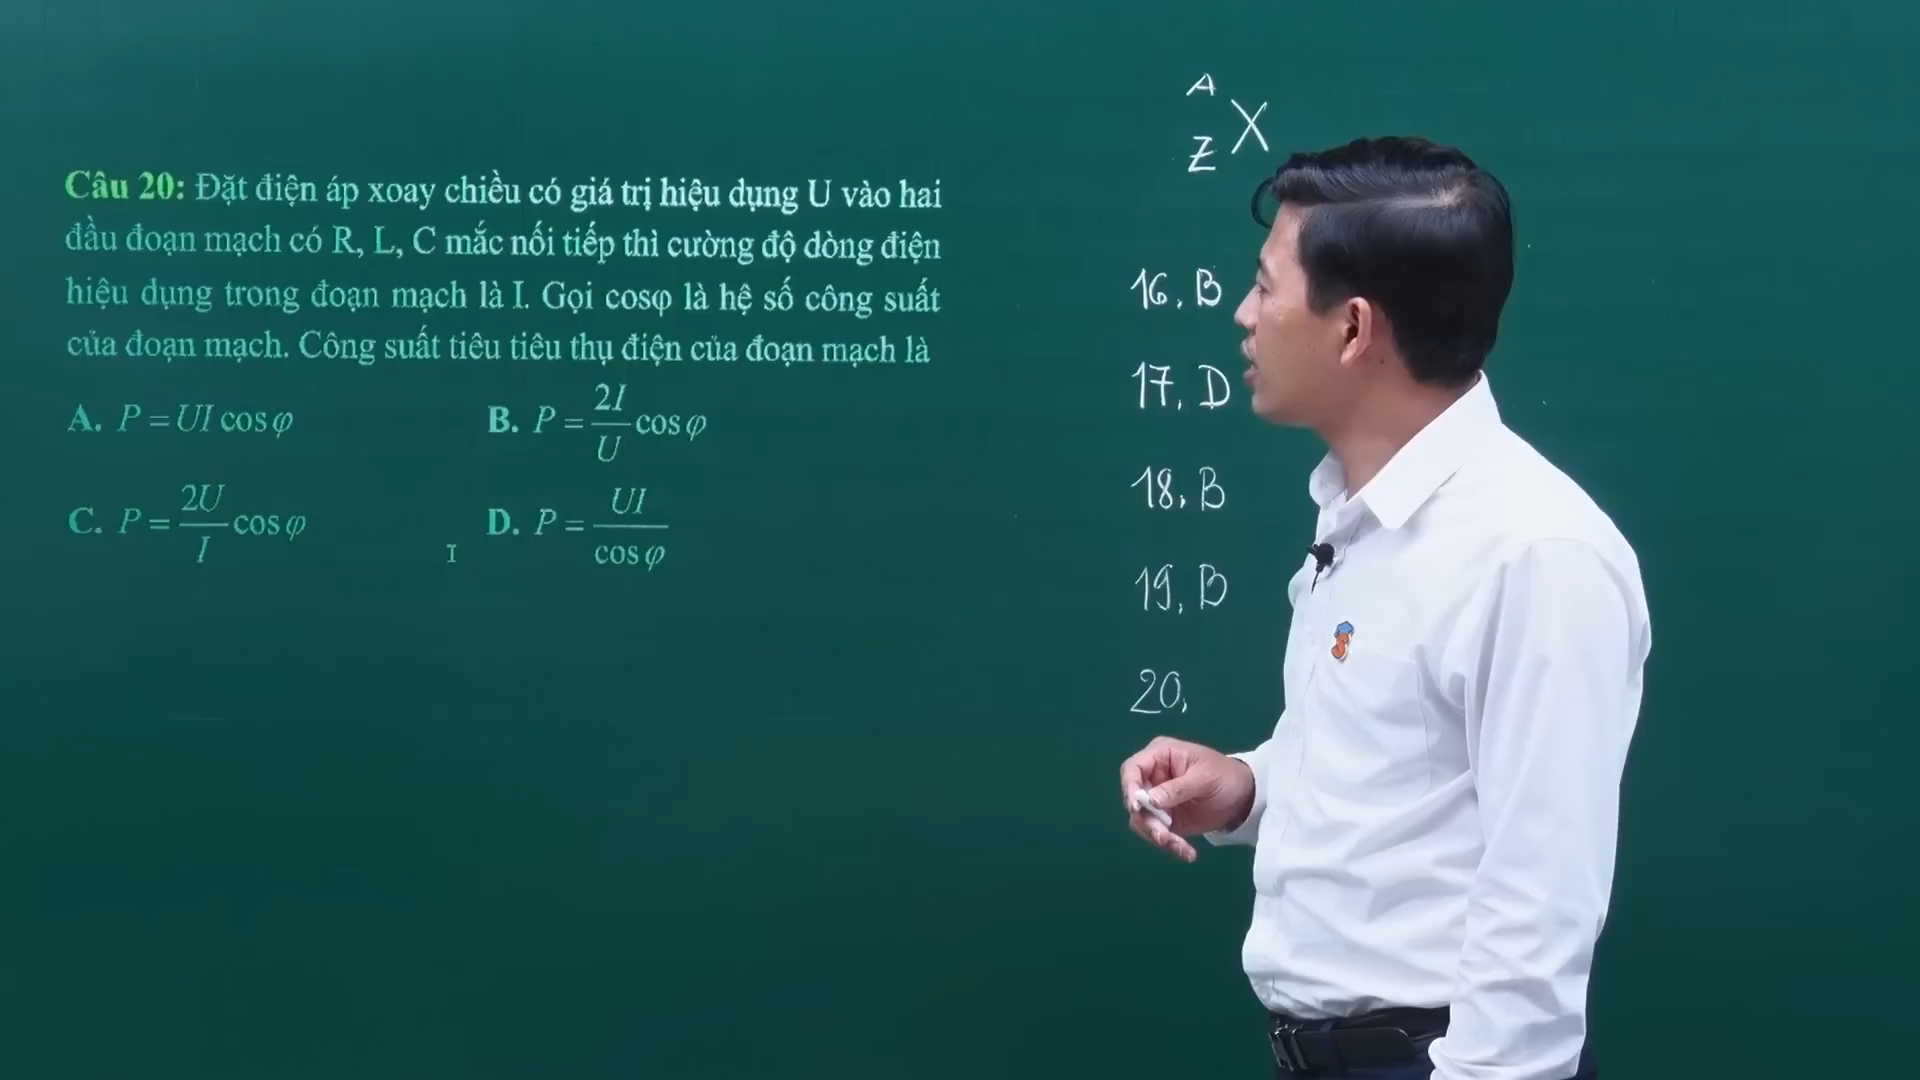 Câu 20: Đặt điện áp xoay chiều có giá trị hiệu dụng U vào hai
đầu đoạn mạch có R, L, C mắc nối tiếp thì cường độ dòng điện
hiệu dụng trong đoạn mạch là I. Gọi cosφ là hệ số công suất
của đoạn mạch. Công suất tiêu tiêu thụ điện của đoạn mạch là
A. P = UI cos φ
B. P = 2I/U cos φ
C. P = 2U/I cos φ
D. P = UI/cos φ
A
Z X
16. B
17. D
18. B
19. B
20.